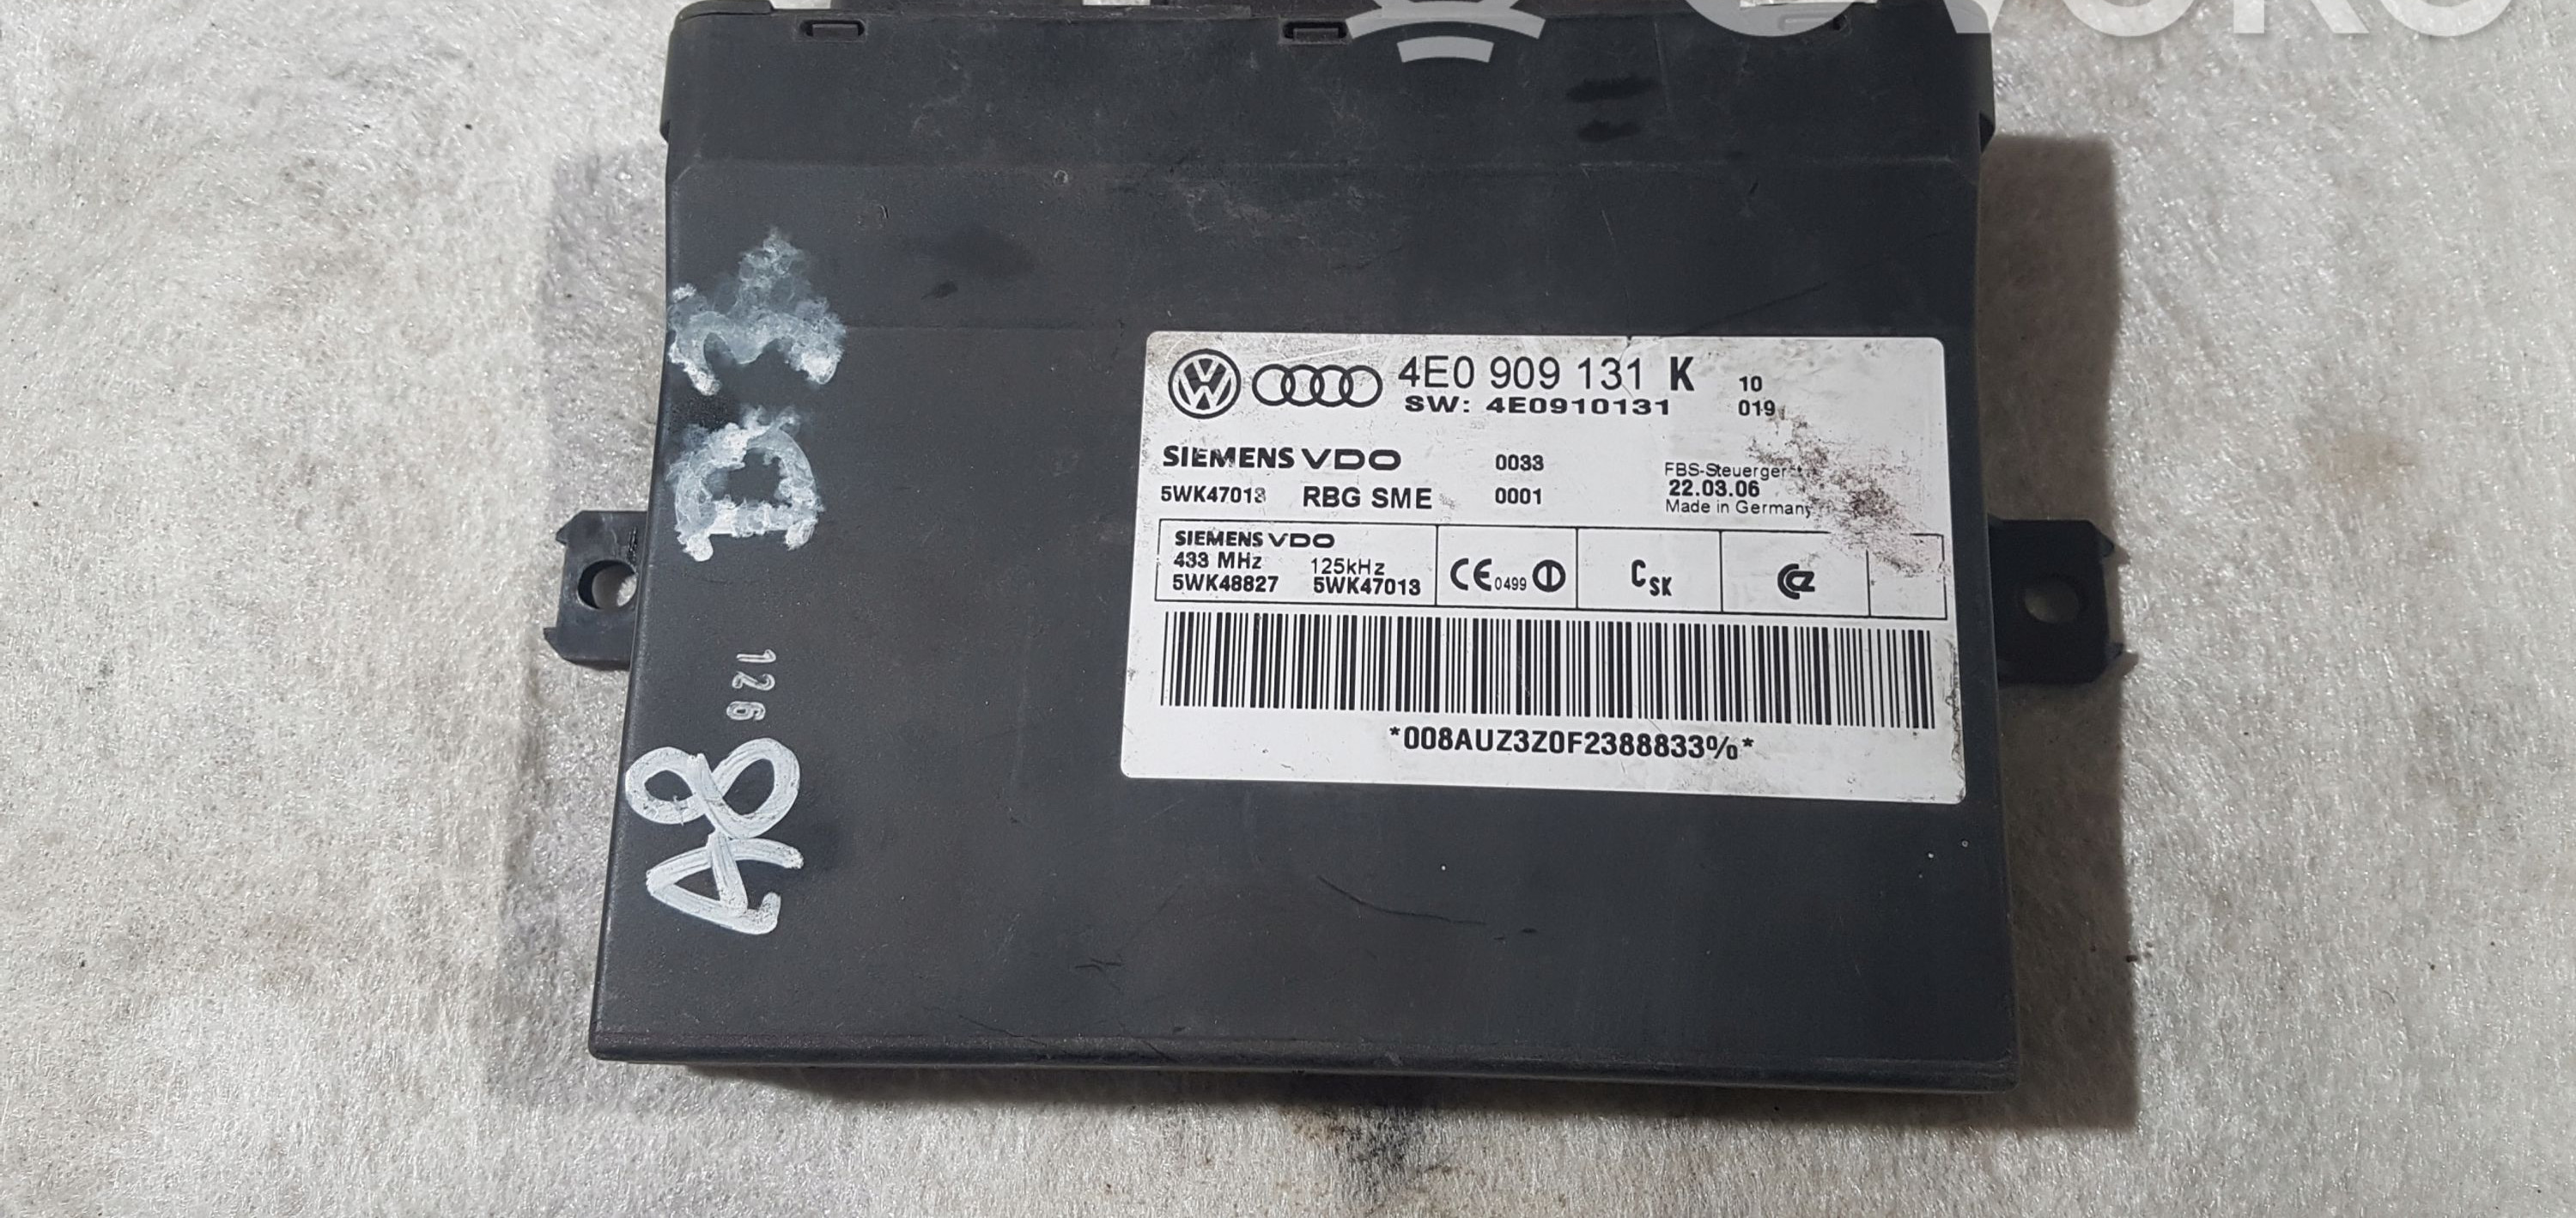 4E0 909 131 K 10
SW: 4E0910131 019
SIEMENS VDO 0033 FBS-Steuerger
5WK47013 RBG SME 0001 22.03.06
Made in Germany
SIEMENS VDO
433 MHz 125kHz
5WK48827 5WK47013
CE 0499
CSK
*008AUZ3Z0F2388833%*
D3
126
A8